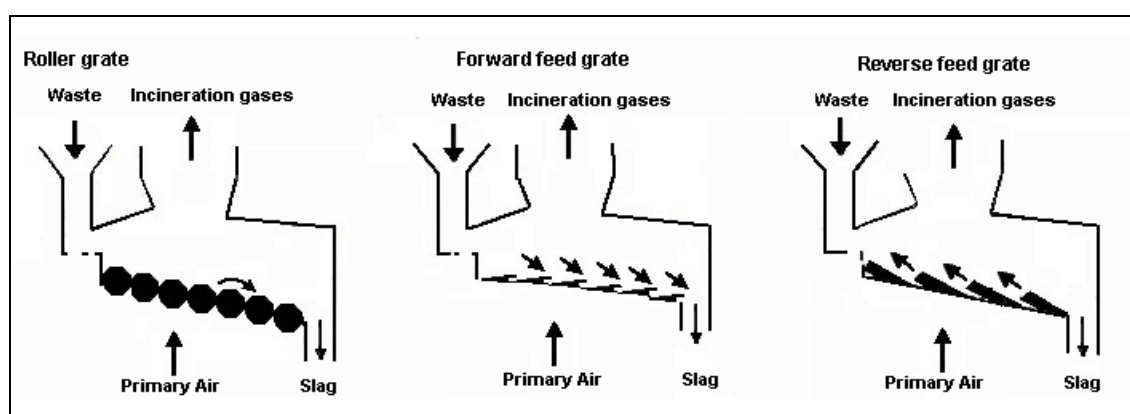 Roller grate
Waste Incineration gases
Primary Air Slag
Forward feed grate
Waste Incineration gases
Primary Air Slag
Reverse feed grate
Waste Incineration gases
Primary Air Slag